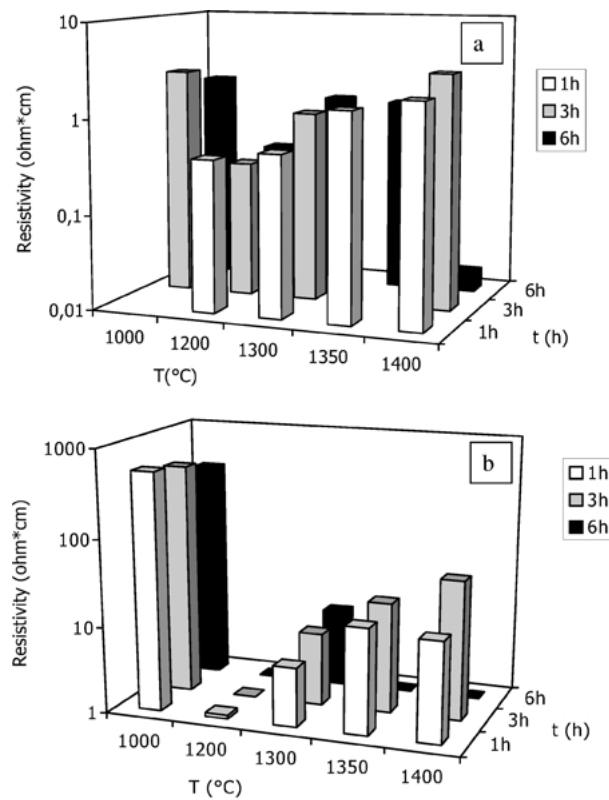 a
10
1
0,1
0,01
Resistivity (ohm*cm)
1000
1200
1300
1350
1400
T(°C)
1h
3h
6h
t (h)
1h
3h
6h
b
1000
100
10
1
Resistivity (ohm*cm)
1000
1200
1300
1350
1400
T (°C)
1h
3h
6h
t (h)
1h
3h
6h